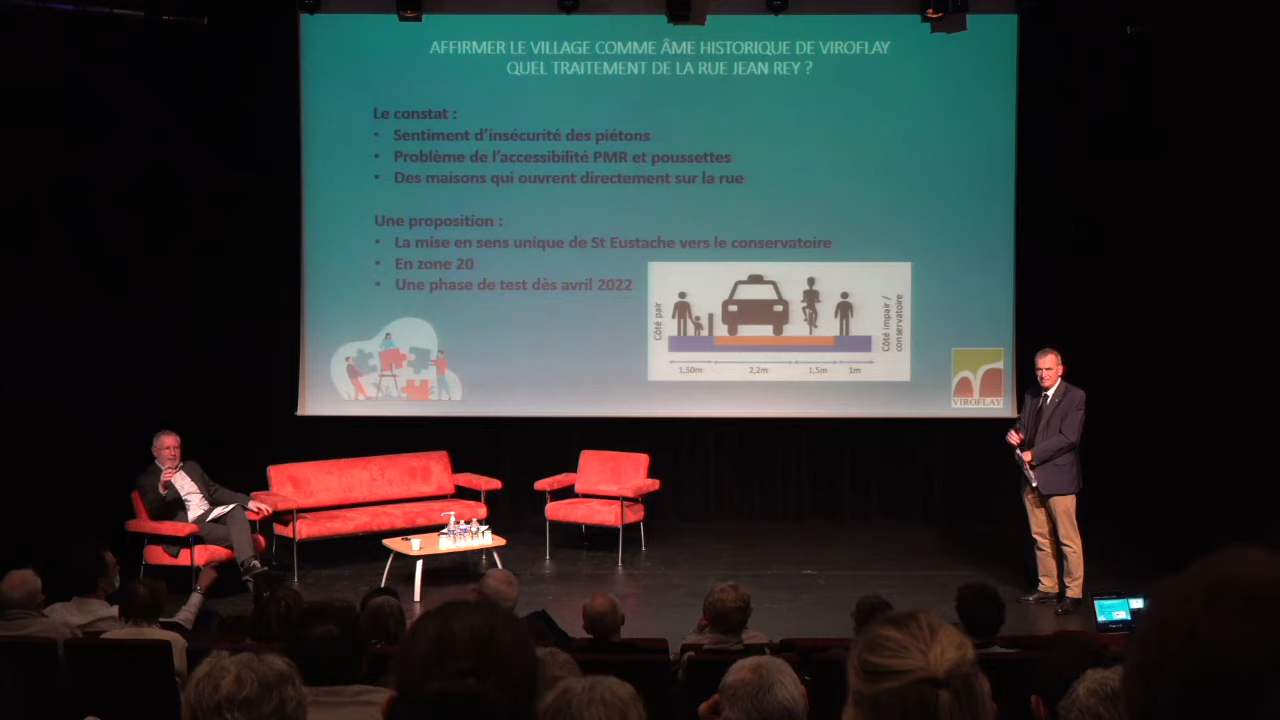 AFFIRMER LE VILLAGE COMME ÂME HISTORIQUE DE VIROFLAY
QUEL TRAITEMENT DE LA RUE JEAN REY ?
Le constat :
• Sentiment d'insécurité des piétons
• Problème de l'accessibilité PMR et poussettes
• Des maisons qui ouvrent directement sur la rue
Une proposition :
• La mise en sens unique de St Eustache vers le conservatoire
• En zone 20
• Une phase de test dès avril 2022
Côté pair
Côté impair /
conservatoire
1,50m 2,2m 1,5m 1m
VIROFLAY